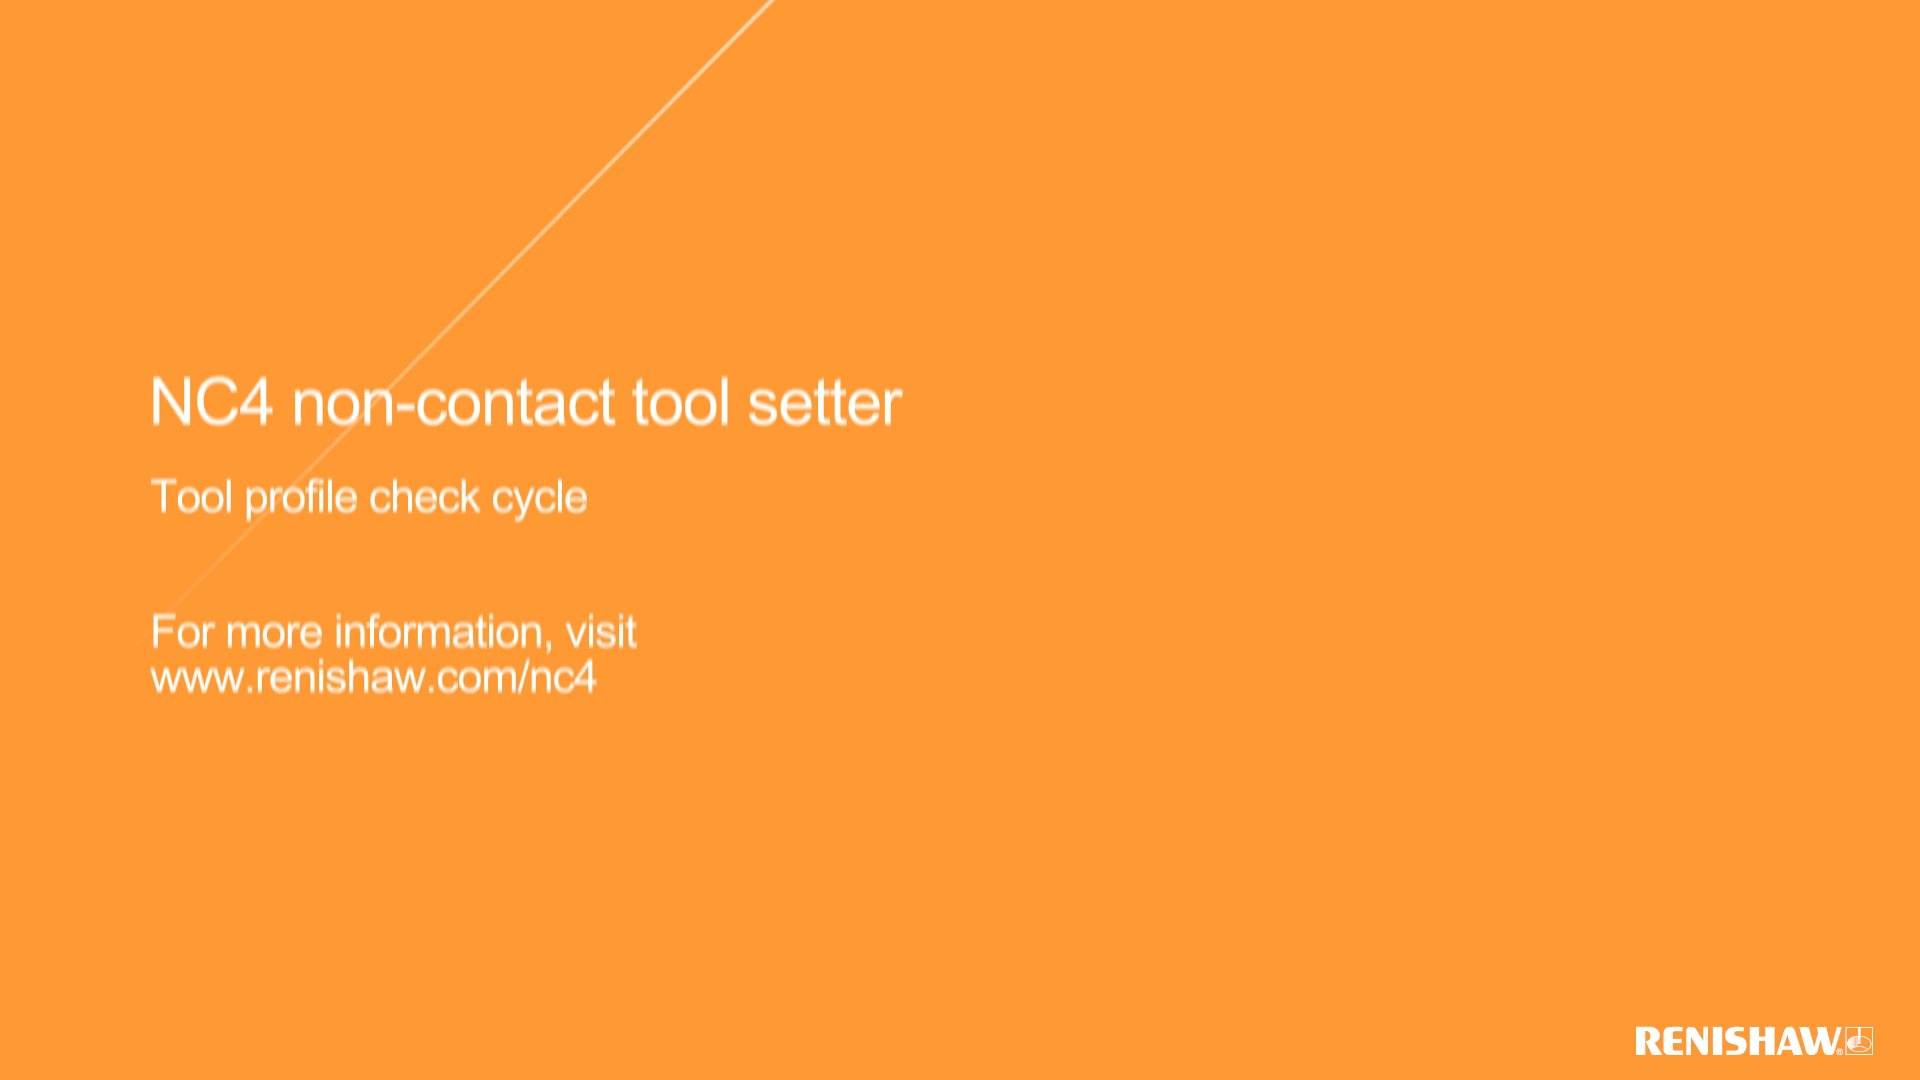 NC4 non-contact tool setter
Tool profile check cycle
For more information, visit
www.renishaw.com/nc4
RENISHAW®